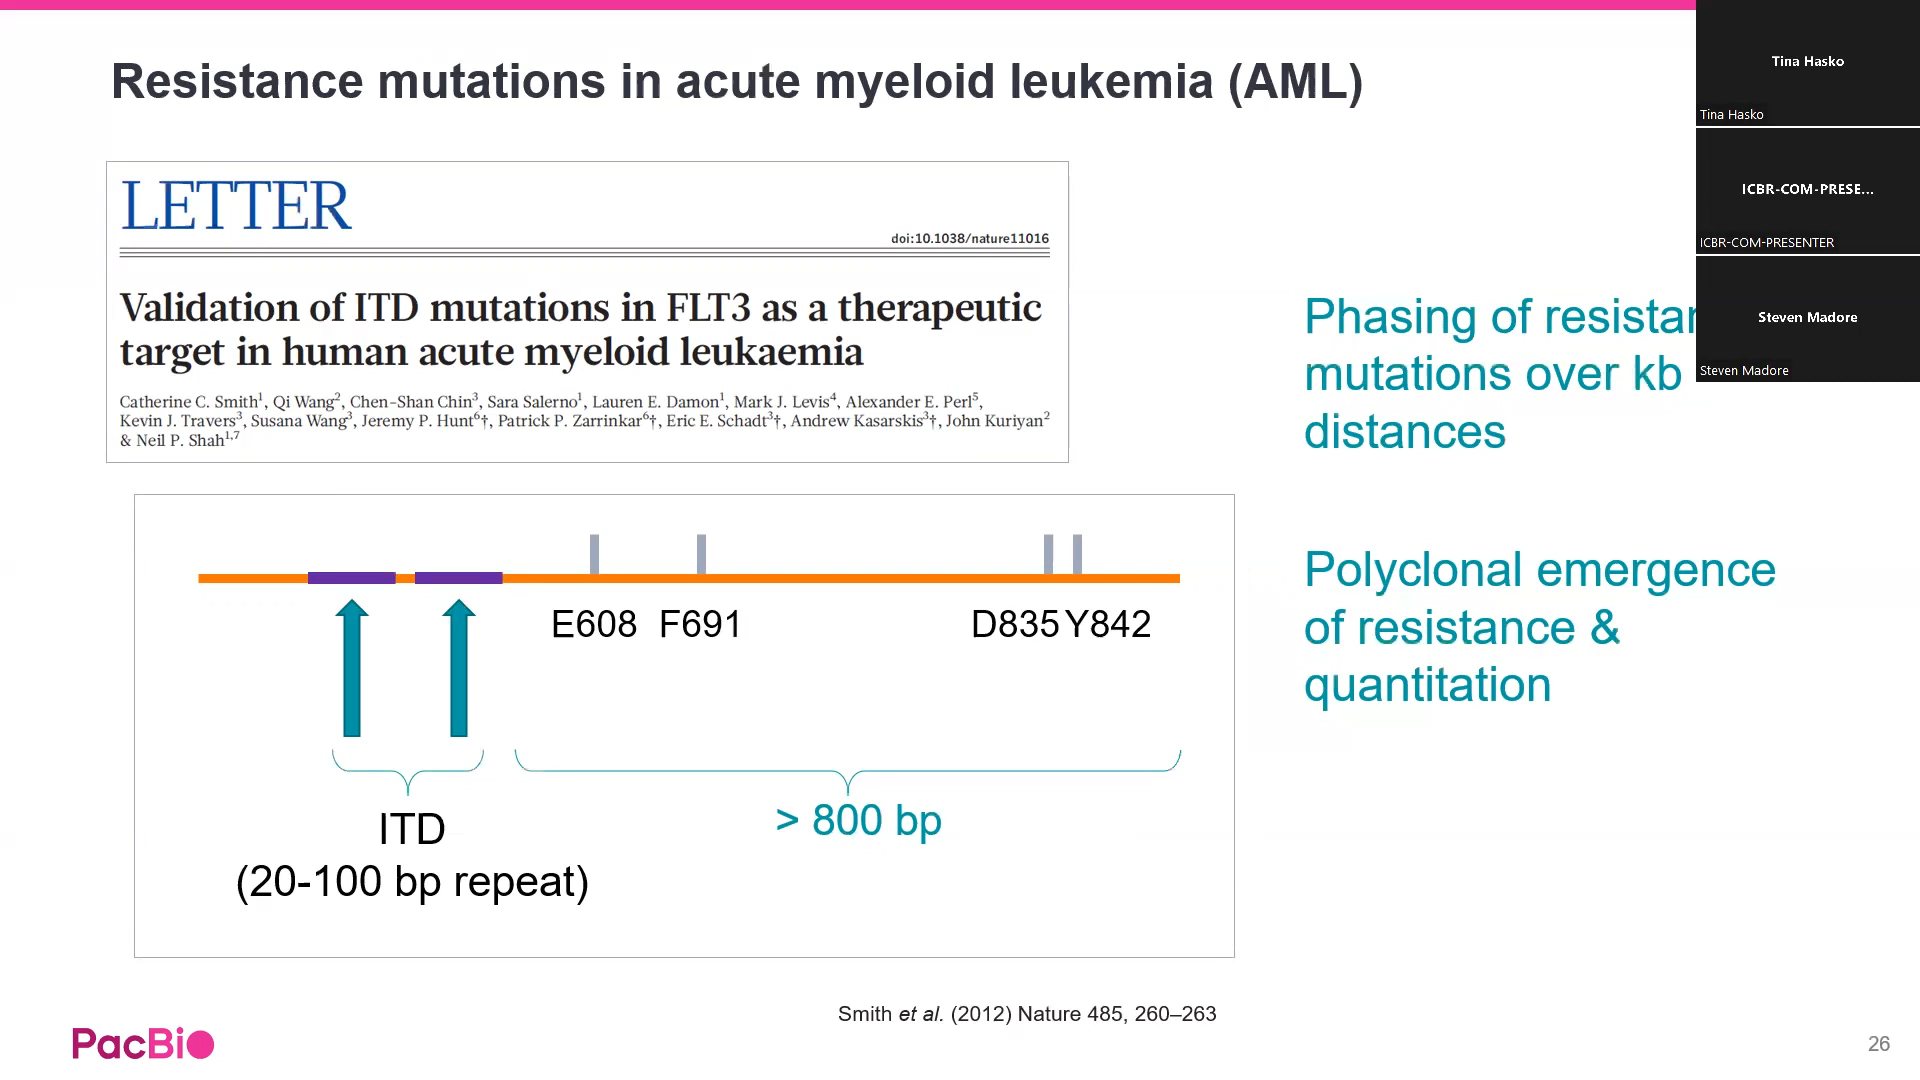 Resistance mutations in acute myeloid leukemia (AML)
LETTER
doi:10.1038/nature11016
Validation of ITD mutations in FLT3 as a therapeutic
target in human acute myeloid leukaemia
Catherine C. Smith¹, Qi Wang², Chen-Shan Chin³, Sara Salerno¹, Lauren E. Damon¹, Mark J. Levis⁴, Alexander E. Perl⁵,
Kevin J. Travers³, Susana Wang³, Jeremy P. Hunt⁶†, Patrick P. Zarrinkar⁶†, Eric E. Schadt³†, Andrew Kasarskis³†, John Kuriyan²
& Neil P. Shah¹,⁷
E608 F691 D835 Y842
ITD
(20-100 bp repeat)
> 800 bp
Phasing of
mutations over kb
distances
Polyclonal emergence
of resistance &
quantitation
Smith et al. (2012) Nature 485, 260–263
PacBio
26
Tina Hasko
Tina Hasko
ICBR-COM-PRESE...
ICBR-COM-PRESENTER
Steven Madore
Steven Madore